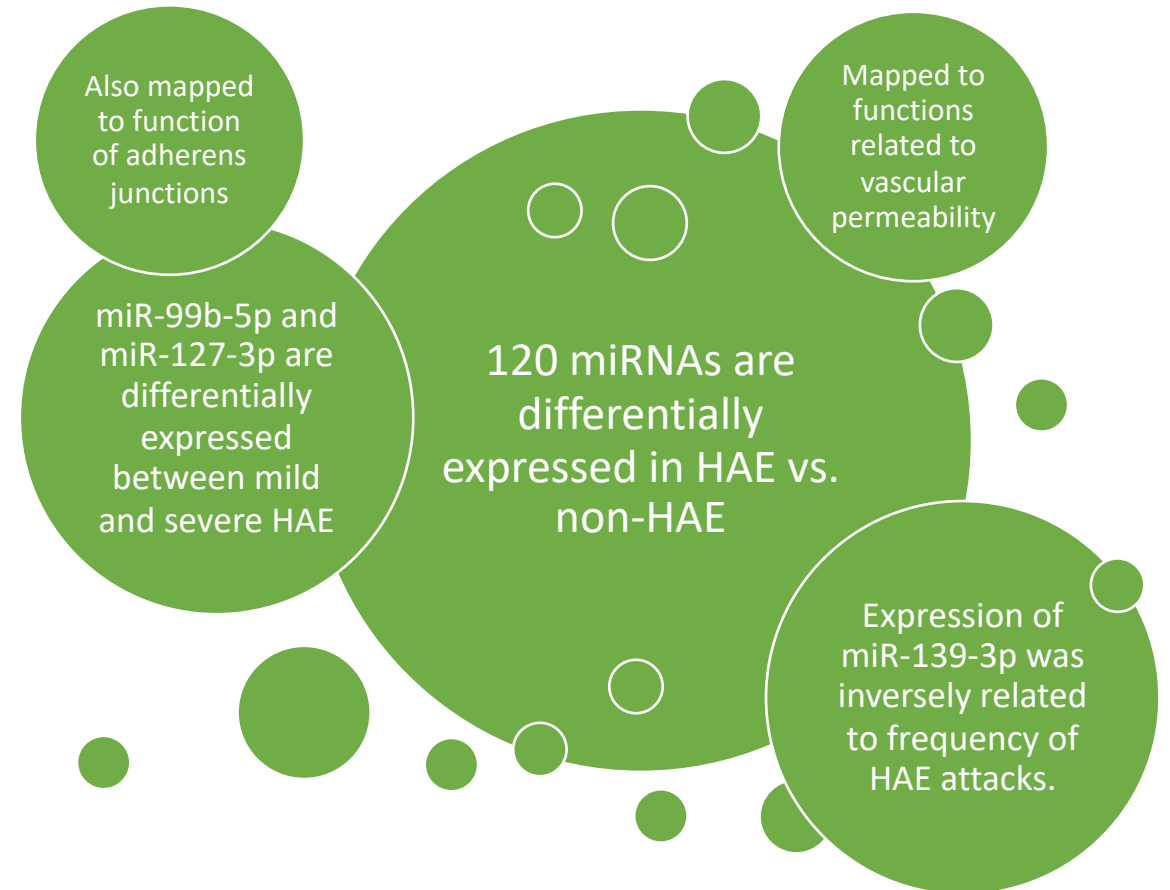 Also mapped
to function
of adherens
junctions
Mapped to
functions
related to
vascular
permeability
miR-99b-5p and
miR-127-3p are
differentially
expressed
between mild
and severe HAE
120 miRNAs are
differentially
expressed in HAE vs.
non-HAE
Expression of
miR-139-3p was
inversely related
to frequency of
HAE attacks.